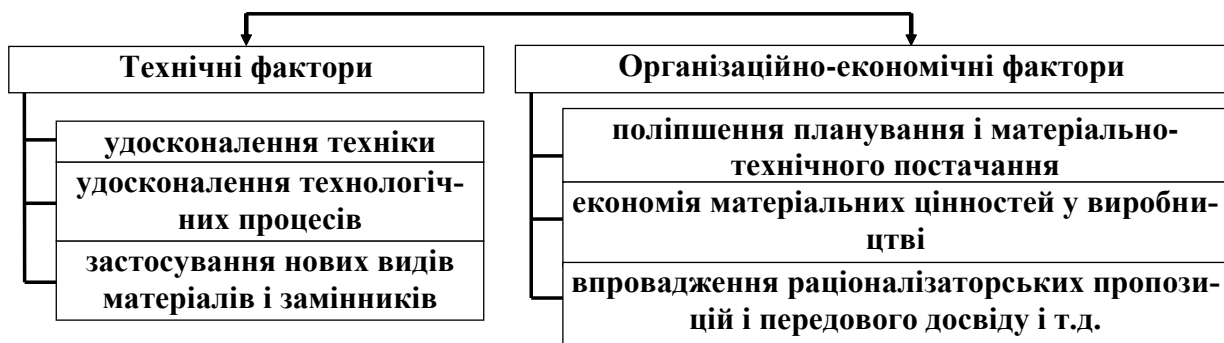 Технічні фактори
удосконалення техніки
удосконалення технологіч-
них процесів
застосування нових видів
матеріалів і замінників
Організаційно-економічні фактори
поліпшення планування і матеріально-
технічного постачання
економія матеріальних цінностей у виробни-
цтві
впровадження раціоналізаторських пропози-
цій і передового досвіду і т.д.